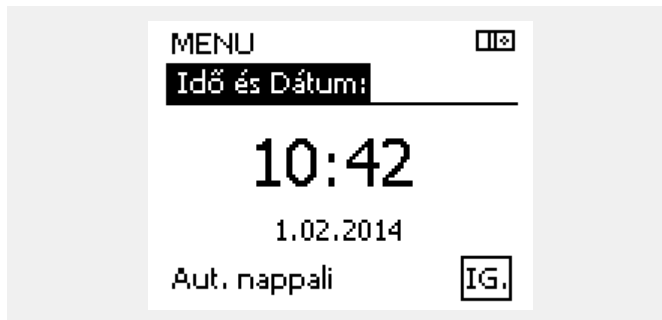 MENU
Idő és Dátum:
10:42
1.02.2014
Aut. nappali
IG.